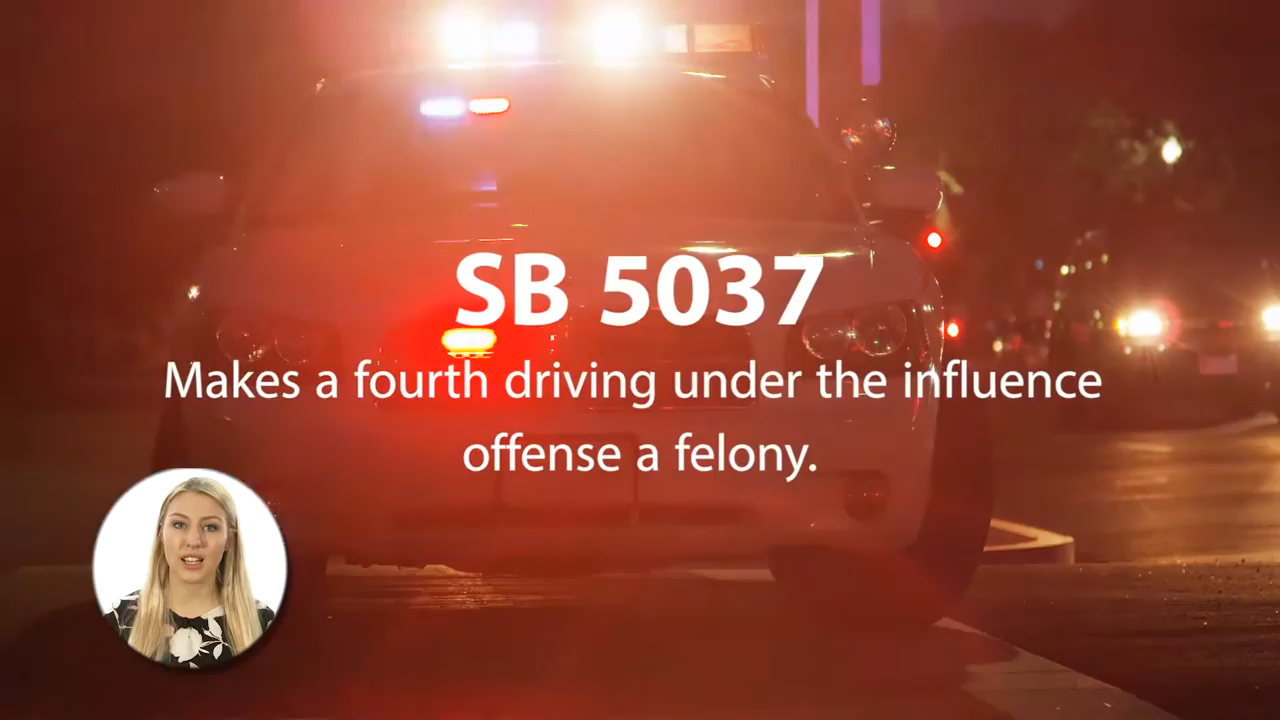 SB 5037
Makes a fourth driving under the influence
offense a felony.